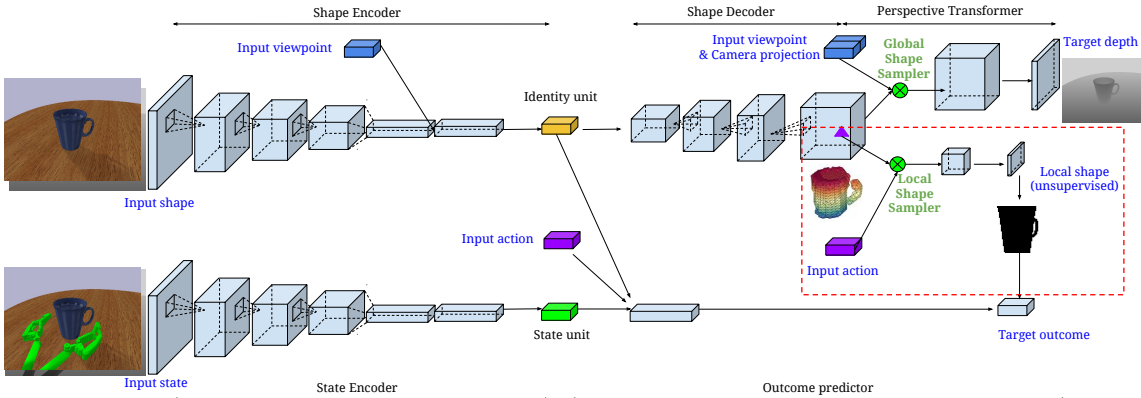 Shape Encoder
Shape Decoder
Perspective Transformer
Input viewpoint
Input viewpoint
& Camera projection
Global
Shape
Sampler
Target depth
Identity unit
Input shape
Local
Shape
Sampler
Local shape
(unsupervised)
Input action
Input action
State unit
Target outcome
Input state
State Encoder
Outcome predictor